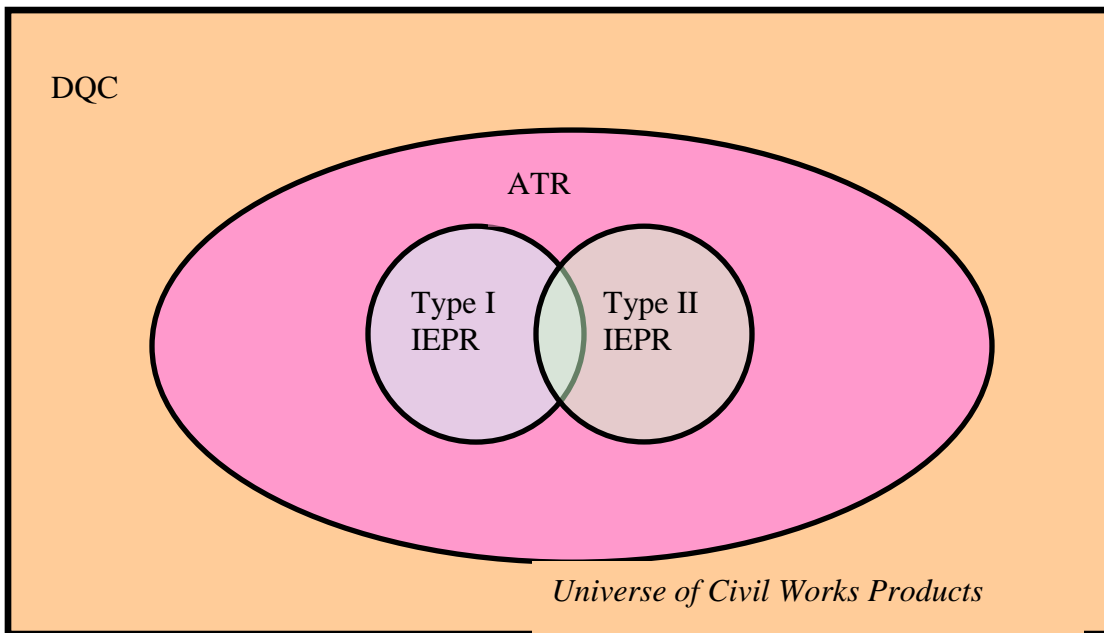 DQC
ATR
Type I
IEPR
Type II
IEPR
Universe of Civil Works Products